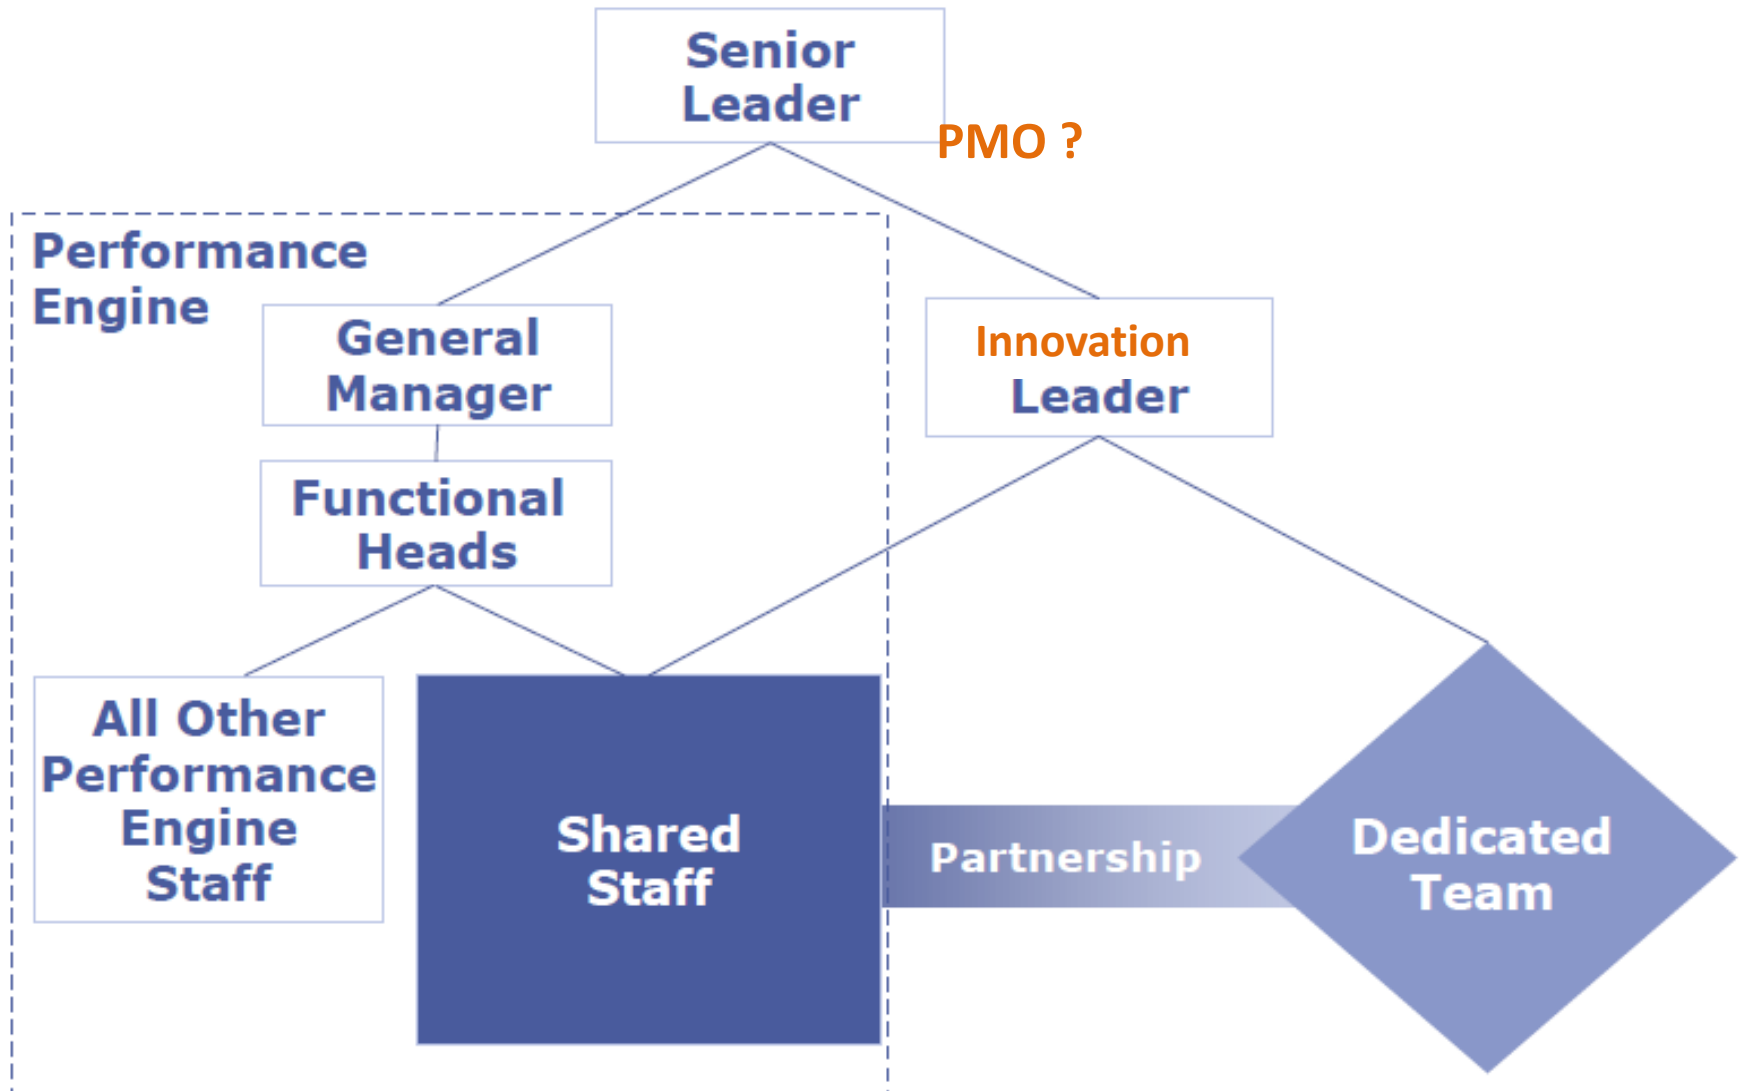 Senior
Leader
PMO ?
Performance
Engine
General
Manager
Innovation
Leader
Functional
Heads
All Other
Performance
Engine
Staff
Shared
Staff
Partnership
Dedicated
Team